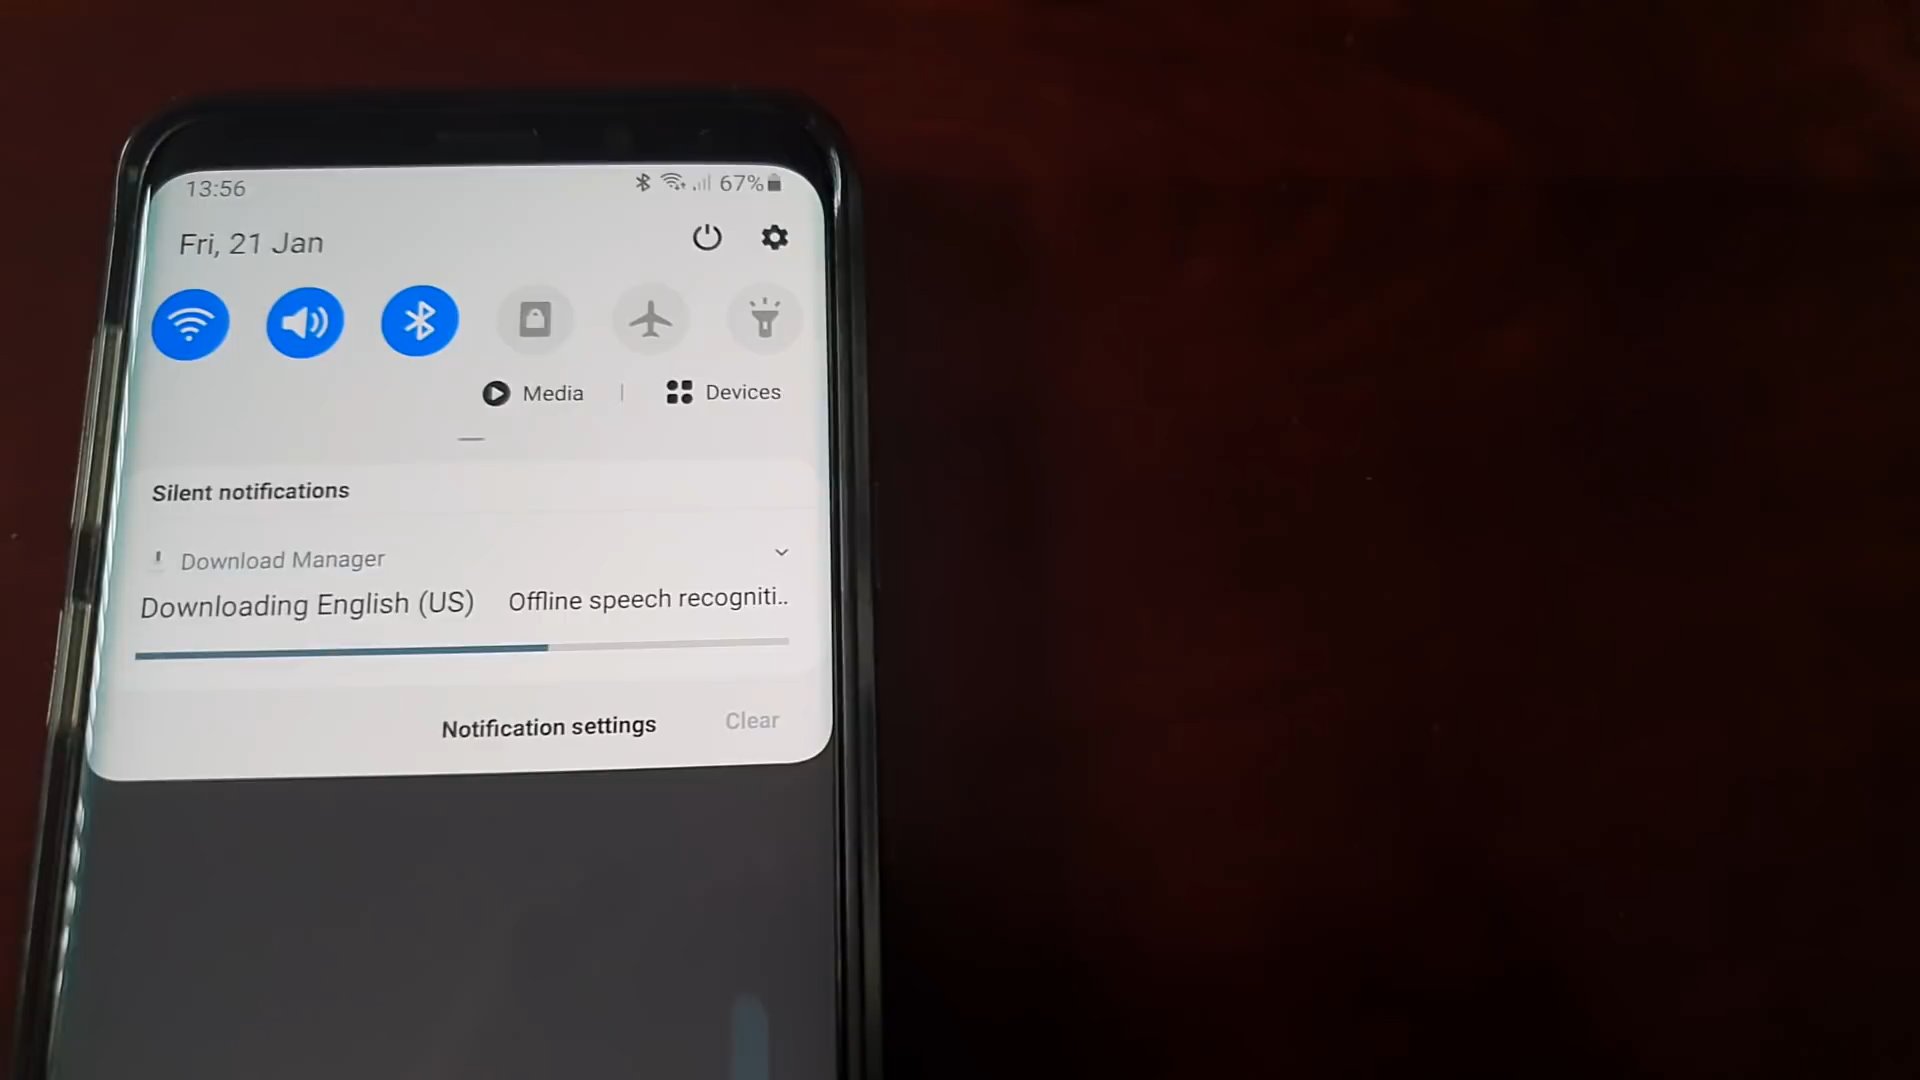 13:56 67%
Fri, 21 Jan
Media | Devices
Silent notifications
Download Manager
Downloading English (US) Offline speech recogniti..
Notification settings Clear